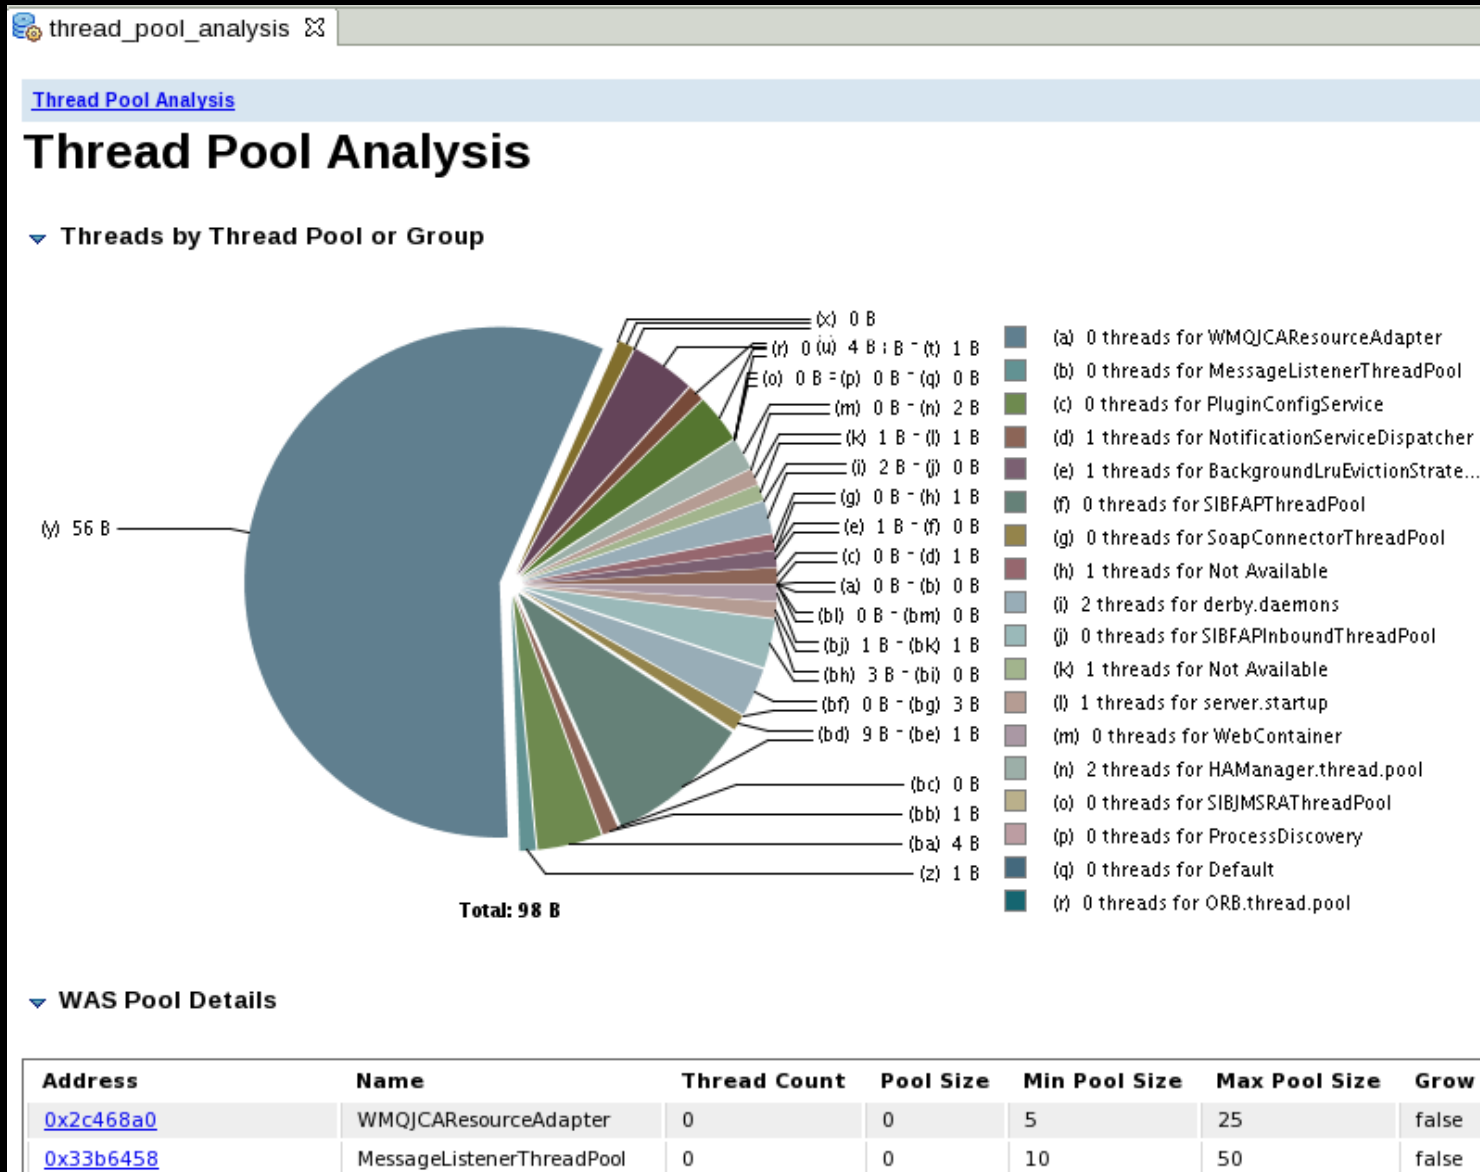 thread_pool_analysis
Thread Pool Analysis
Thread Pool Analysis
Threads by Thread Pool or Group
(x) 0 B
(r) 0 (u) 4 B B - (t) 1 B
(o) 0 B (p) 0 B - (q) 0 B
(m) 0 B - (n) 2 B
(k) 1 B - (l) 1 B
(i) 2 B - (j) 0 B
(g) 0 B - (h) 1 B
(y) 56 B
(e) 1 B - (f) 0 B
(c) 0 B - (d) 1 B
(a) 0 B - (b) 0 B
(bl) 0 B - (bm) 0 B
(bj) 1 B - (bk) 1 B
(bh) 3 B - (bi) 0 B
(bf) 0 B - (bg) 3 B
(bd) 9 B - (be) 1 B
(bc) 0 B
(bb) 1 B
(ba) 4 B
(z) 1 B
Total: 98 B
(a) 0 threads for WMQJCAResourceAdapter
(b) 0 threads for MessageListenerThreadPool
(c) 0 threads for PluginConfigService
(d) 1 threads for NotificationServiceDispatcher
(e) 1 threads for BackgroundLruEvictionStrate...
(f) 0 threads for SIBFAPThreadPool
(g) 0 threads for SoapConnectorThreadPool
(h) 1 threads for Not Available
(i) 2 threads for derby.daemons
(j) 0 threads for SIBFAPInboundThreadPool
(k) 1 threads for Not Available
(l) 1 threads for server.startup
(m) 0 threads for WebContainer
(n) 2 threads for HAManager.thread.pool
(o) 0 threads for SIBJMSRAThreadPool
(p) 0 threads for ProcessDiscovery
(q) 0 threads for Default
(r) 0 threads for ORB.thread.pool
WAS Pool Details
Address Name Thread Count Pool Size Min Pool Size Max Pool Size Grow
0x2c468a0 WMQJCAResourceAdapter 0 0 5 25 false
0x33b6458 MessageListenerThreadPool 0 0 10 50 false